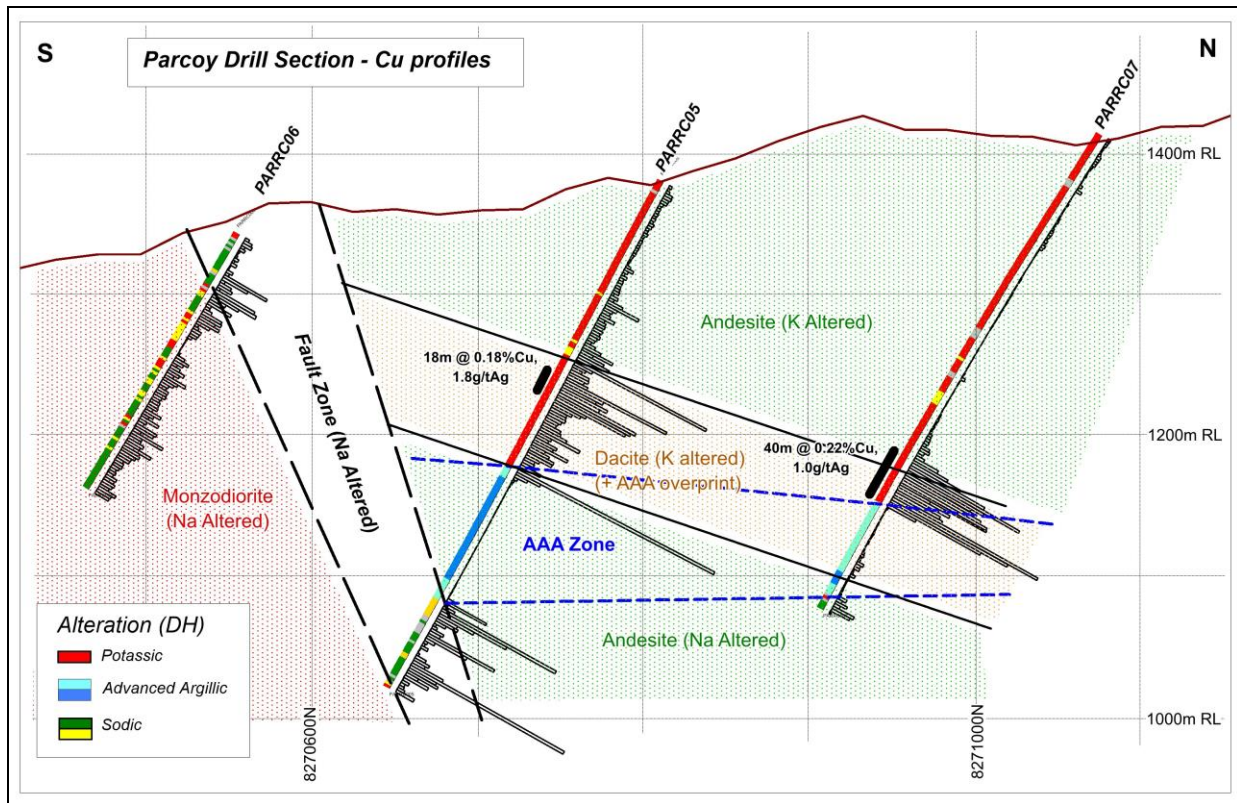 S
Parcoy Drill Section - Cu profiles
N
PARRC06
PARRC05
PARRC07
1400m RL
Andesite (K Altered)
18m @ 0.18%Cu,
1.8g/tAg
Fault Zone (Na Altered)
1200m RL
40m @ 0.22%Cu,
1.0g/tAg
Dacite (K altered)
(+ AAA overprint)
Monzodiorite
(Na Altered)
AAA Zone
Andesite (Na Altered)
Alteration (DH)
Potassic
Advanced Argillic
Sodic
8270600N
8271000N
1000m RL